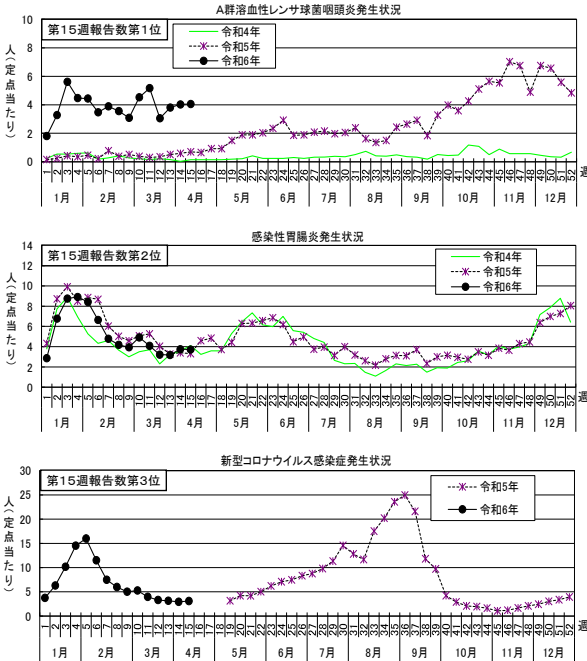 A群溶血性レンサ球菌咽頭炎発生状況
第15週報告数第1位
令和4年
令和5年
令和6年
人(定点当たり)
10
8
6
4
2
0
1 2 3 4 5 6 7 8 9 10 11 12 13 14 15 16 17 18 19 20 21 22 23 24 25 26 27 28 29 30 31 32 33 34 35 36 37 38 39 40 41 42 43 44 45 46 47 48 49 50 51 52 週
1月 2月 3月 4月 5月 6月 7月 8月 9月 10月 11月 12月
感染性胃腸炎発生状況
第15週報告数第2位
令和4年
令和5年
令和6年
人(定点当たり)
14
12
10
8
6
4
2
0
1 2 3 4 5 6 7 8 9 10 11 12 13 14 15 16 17 18 19 20 21 22 23 24 25 26 27 28 29 30 31 32 33 34 35 36 37 38 39 40 41 42 43 44 45 46 47 48 49 50 51 52 週
1月 2月 3月 4月 5月 6月 7月 8月 9月 10月 11月 12月
新型コロナウイルス感染症発生状況
第15週報告数第3位
令和5年
令和6年
人(定点当たり)
30
25
20
15
10
5
0
1 2 3 4 5 6 7 8 9 10 11 12 13 14 15 16 17 18 19 20 21 22 23 24 25 26 27 28 29 30 31 32 33 34 35 36 37 38 39 40 41 42 43 44 45 46 47 48 49 50 51 52 週
1月 2月 3月 4月 5月 6月 7月 8月 9月 10月 11月 12月